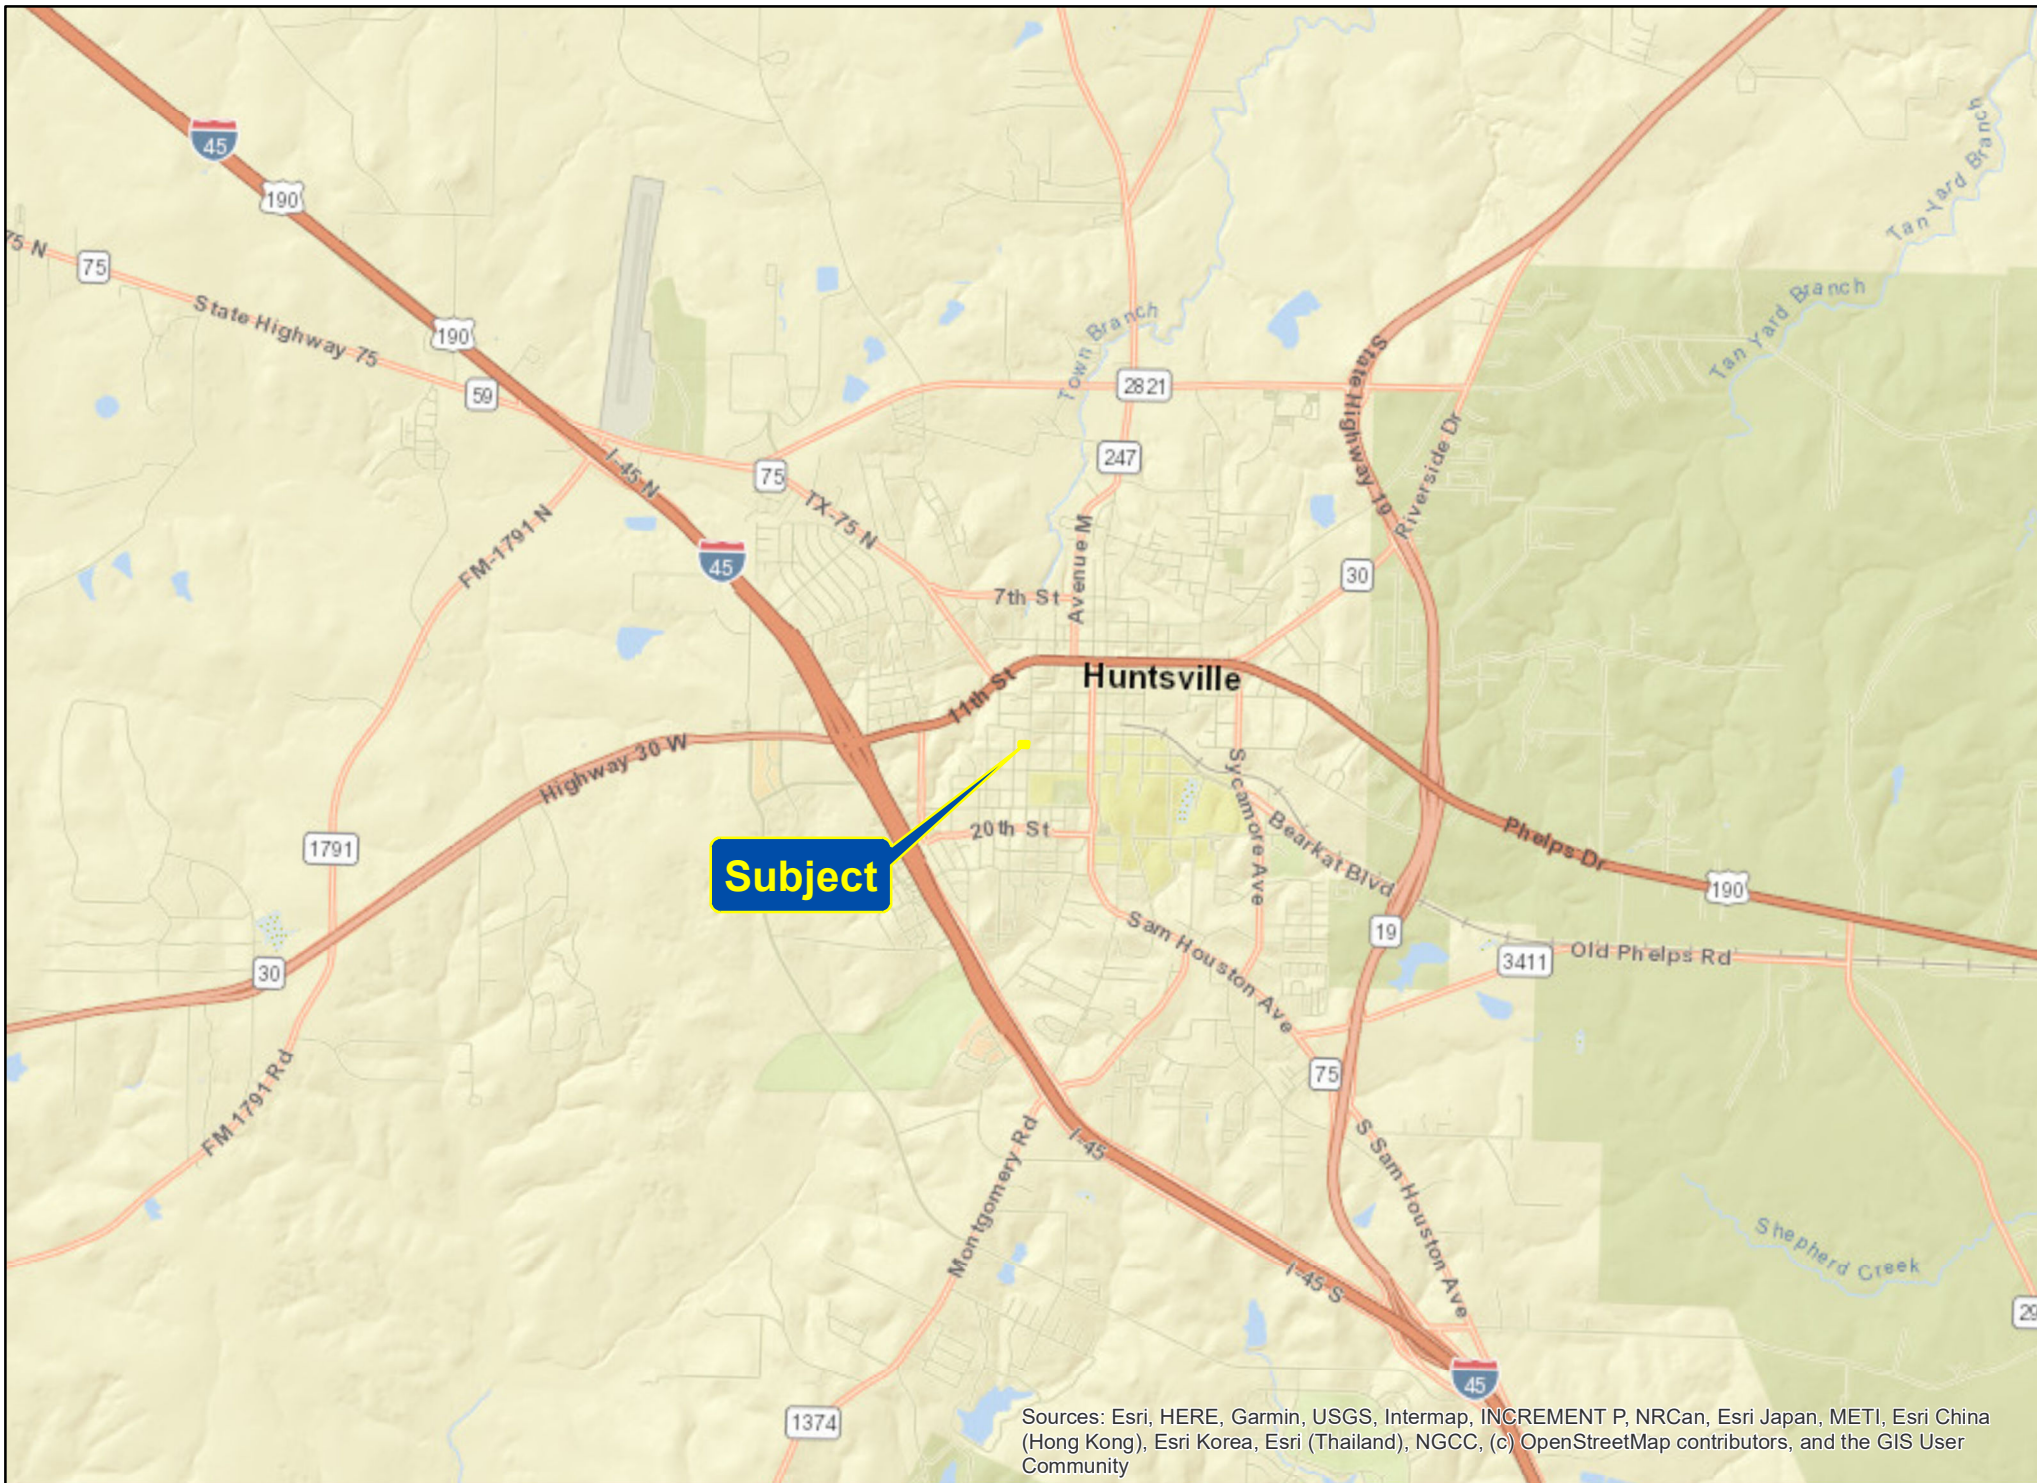 45
190
75 N
75
State Highway 75
190
59
I-45 N
FM-1791 N
75
TX-75 N
45
Town Branch
2821
247
State Highway 19
Riverside Dr
Tan Yard Branch
Tan Yard Branch
30
7th St
Avenue M
Huntsville
11th St
Highway 30 W
1791
30
FM 1791 Rd
Subject
20th St
Sycamore Ave
Bearkat Blvd
Phelps Dr
190
19
3411
Old Phelps Rd
Sam Houston Ave
75
S Sam Houston Ave
I-45
Montgomery Rd
I-45 S
Shepherd Creek
29
45
1374
Sources: Esri, HERE, Garmin, USGS, Intermap, INCREMENT P, NRCan, Esri Japan, METI, Esri China
(Hong Kong), Esri Korea, Esri (Thailand), NGCC, (c) OpenStreetMap contributors, and the GIS User
Community